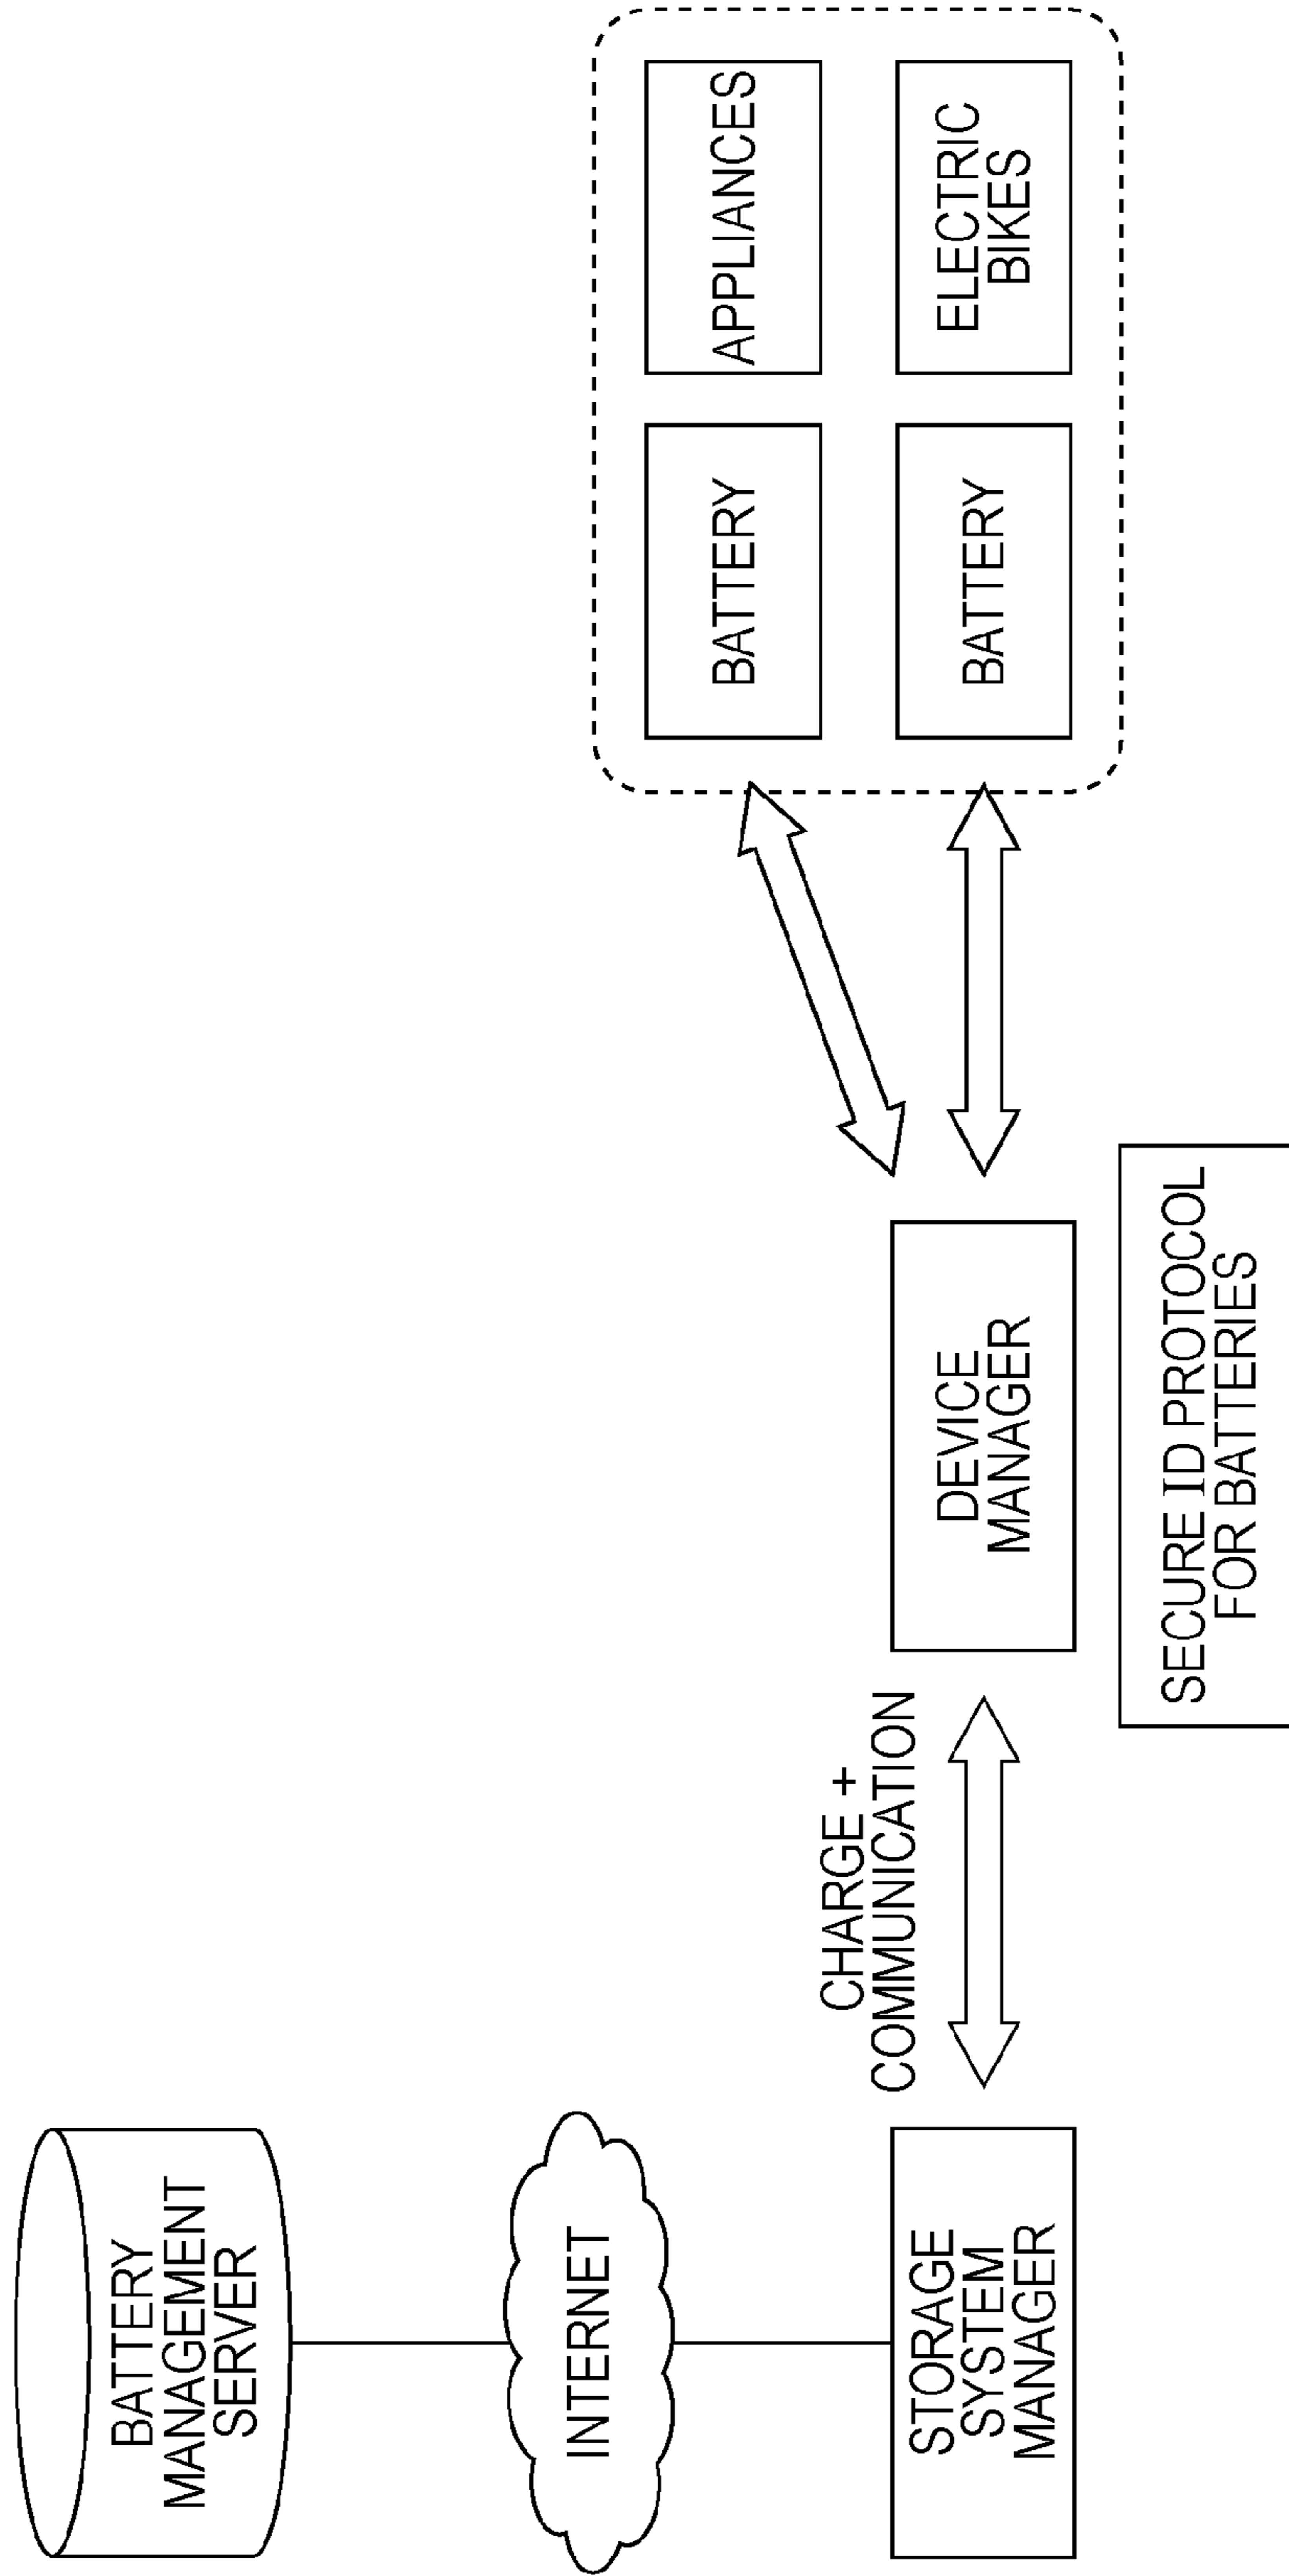 BATTERY
MANAGEMENT
SERVER
INTERNET
STORAGE
SYSTEM
MANAGER
CHARGE +
COMMUNICATION
DEVICE
MANAGER
SECURE ID PROTOCOL
FOR BATTERIES
BATTERY
APPLIANCES
BATTERY
ELECTRIC
BIKES